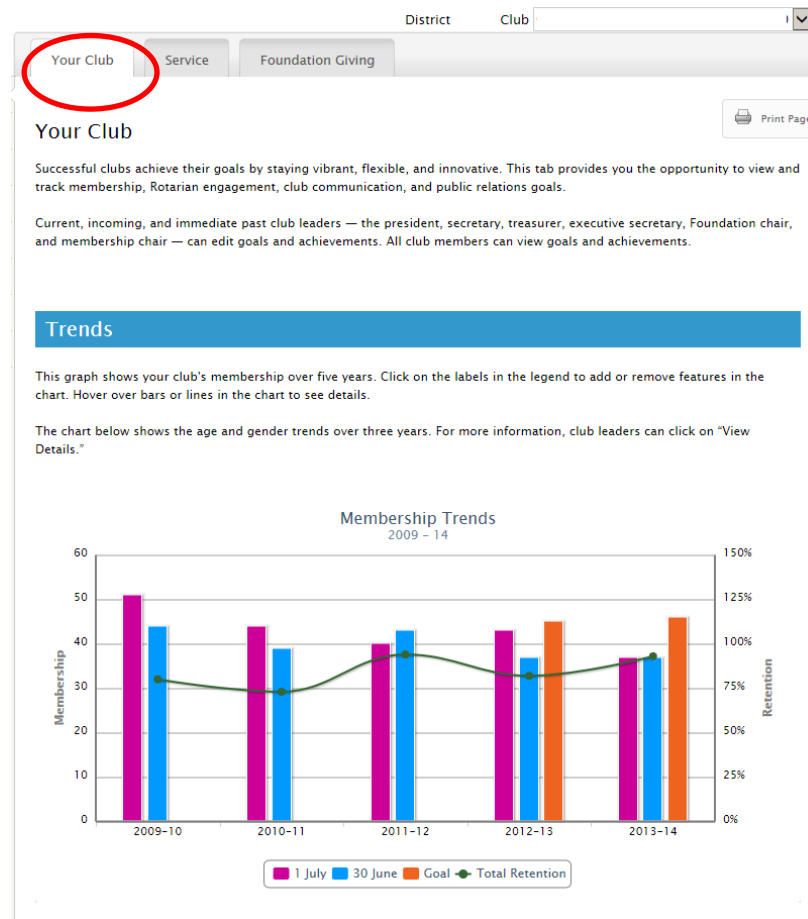 District Club
Your Club Service Foundation Giving
Print Page
Your Club
Successful clubs achieve their goals by staying vibrant, flexible, and innovative. This tab provides you the opportunity to view and
track membership, Rotarian engagement, club communication, and public relations goals.
Current, incoming, and immediate past club leaders — the president, secretary, treasurer, executive secretary, Foundation chair,
and membership chair — can edit goals and achievements. All club members can view goals and achievements.
Trends
This graph shows your club's membership over five years. Click on the labels in the legend to add or remove features in the
chart. Hover over bars or lines in the chart to see details.
The chart below shows the age and gender trends over three years. For more information, club leaders can click on “View
Details.”
Membership Trends
2009 – 14
60 150%
50 125%
40 100%
30 75%
20 50%
10 25%
0 0%
Membership
Retention
2009-10 2010-11 2011-12 2012-13 2013-14
1 July 30 June Goal Total Retention